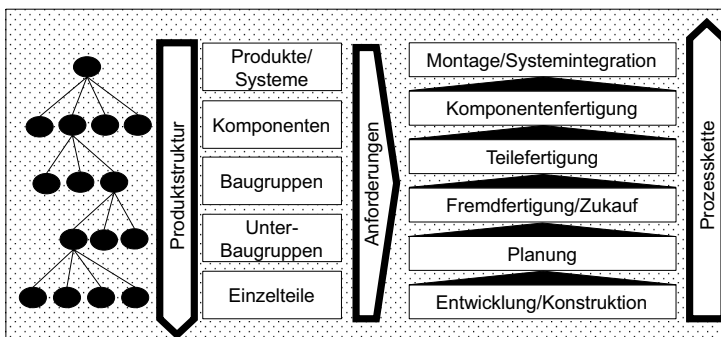 Produktstruktur
Produkte/
Systeme
Komponenten
Baugruppen
Unter-
Baugruppen
Einzelteile
Anforderungen
Montage/Systemintegration
Komponentenfertigung
Teilefertigung
Fremdfertigung/Zukauf
Planung
Entwicklung/Konstruktion
Prozesskette